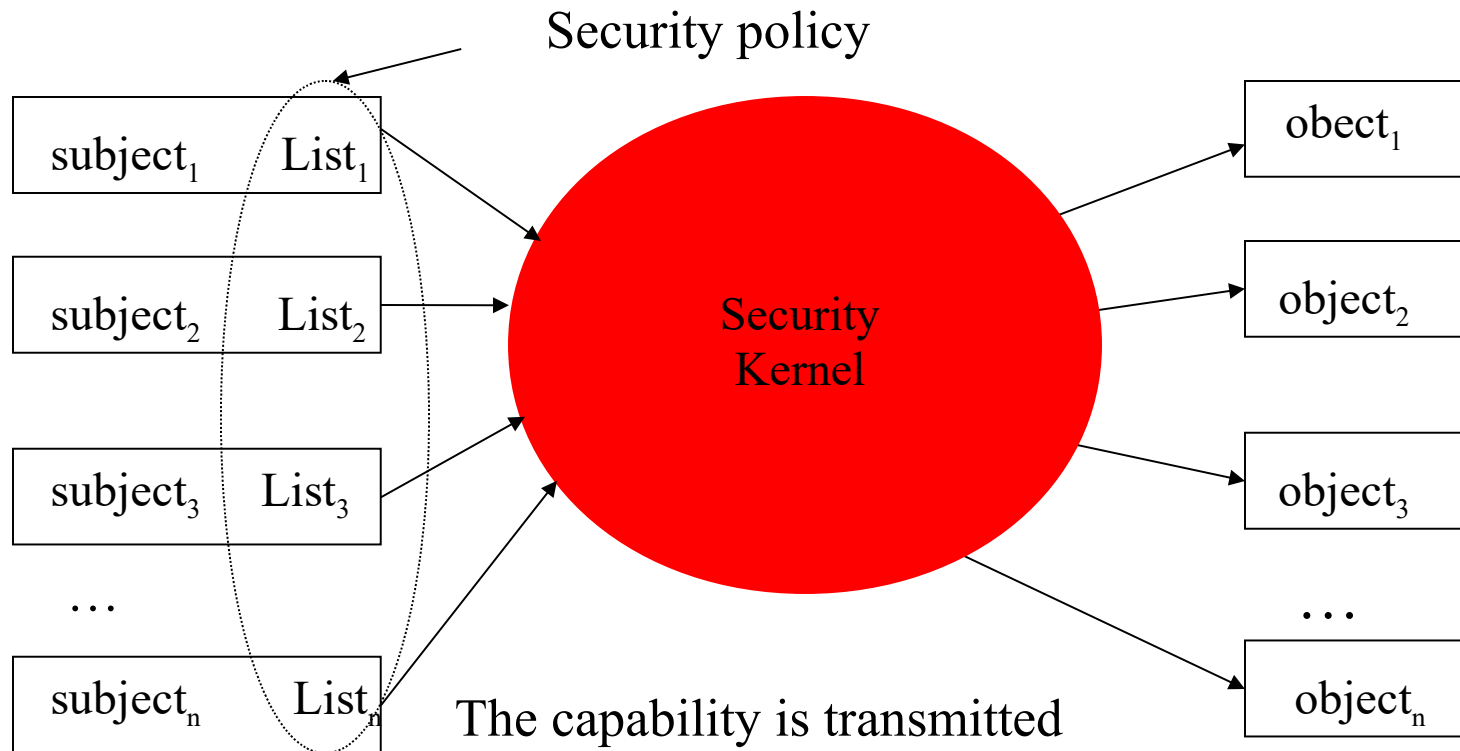 Security policy
subject₁ List₁
obect₁
subject₂ List₂
object₂
Security
Kernel
subject₃ List₃
object₃
…
…
subjectₙ Listₙ
objectₙ
The capability is transmitted